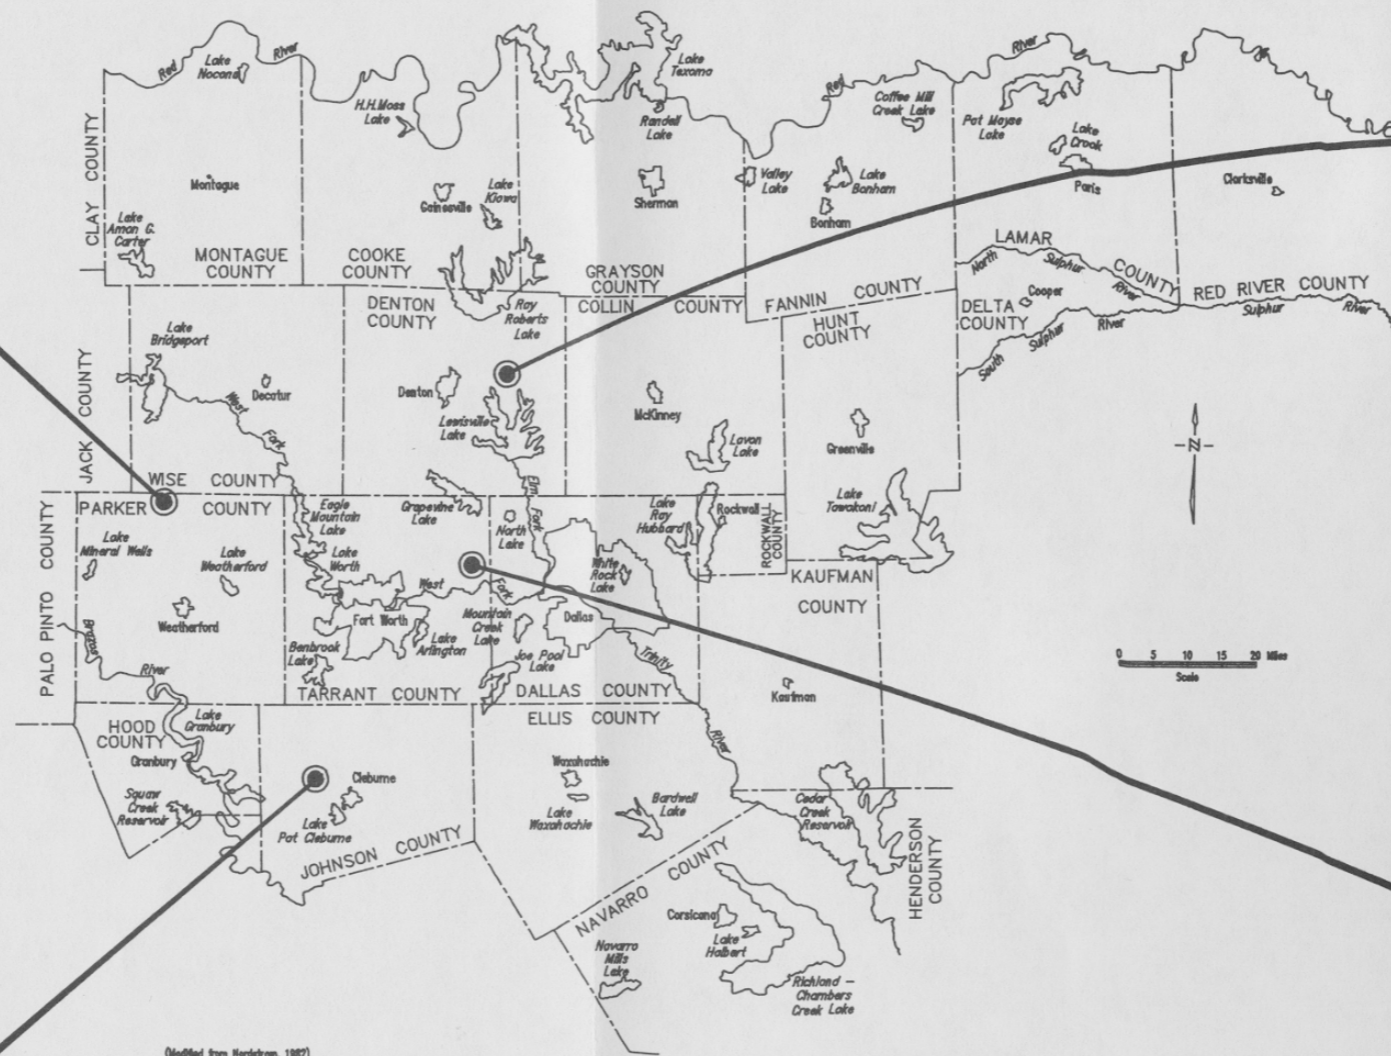 Red
River
Lake
Nocona
H.H.Moss
Lake
Lake
Texoma
Randell
Lake
Red
River
Coffee Mill
Creek Lake
Pat Mayse
Lake
Lake
Crook
Paris
Clarksville
CLAY COUNTY
Montague
Lake
Amon G.
Carter
MONTAGUE
COUNTY
Gainesville
Lake
Kiowa
COOKE
COUNTY
Sherman
Valley
Lake
Lake
Bonham
Bonham
GRAYSON
COUNTY
COLLIN COUNTY
FANNIN COUNTY
LAMAR
COUNTY
North Sulphur River
RED RIVER COUNTY
Sulphur River
Cooper
DELTA
COUNTY
South Sulphur River
HUNT
COUNTY
DENTON
COUNTY
Ray
Roberts
Lake
Lake
Bridgeport
JACK COUNTY
Decatur
West Fork
Denton
Lewisville
Lake
McKinney
Lavon
Lake
Greenville
Lake
Tawakoni
N
WISE COUNTY
PARKER COUNTY
PALO PINTO COUNTY
Lake
Mineral Wells
Lake
Weatherford
Weatherford
Eagle
Mountain
Lake
Lake
Worth
Grapevine
Lake
North
Lake
Elm Fork
Lake
Ray
Hubbard
Rockwall
ROCKWALL
COUNTY
KAUFMAN
COUNTY
White
Rock
Lake
West Fork
Fort Worth
Mountain
Creek
Lake
Dallas
Benbrook
Lake
Lake
Arlington
Joe Pool
Lake
Trinity
River
Brazos
River
TARRANT COUNTY
DALLAS COUNTY
ELLIS COUNTY
Kaufman
0 5 10 15 20 Miles
Scale
HOOD
COUNTY
Lake
Granbury
Granbury
Squaw
Creek
Reservoir
Cleburne
Lake
Pat Cleburne
JOHNSON COUNTY
Waxahachie
Lake
Waxahachie
Bardwell
Lake
Cedar
Creek
Reservoir
HENDERSON
COUNTY
NAVARRO COUNTY
Corsicana
Lake
Halbert
Navarro
Mills
Lake
Richland -
Chambers
Creek Lake
(Modified from Nordstrom, 1982)